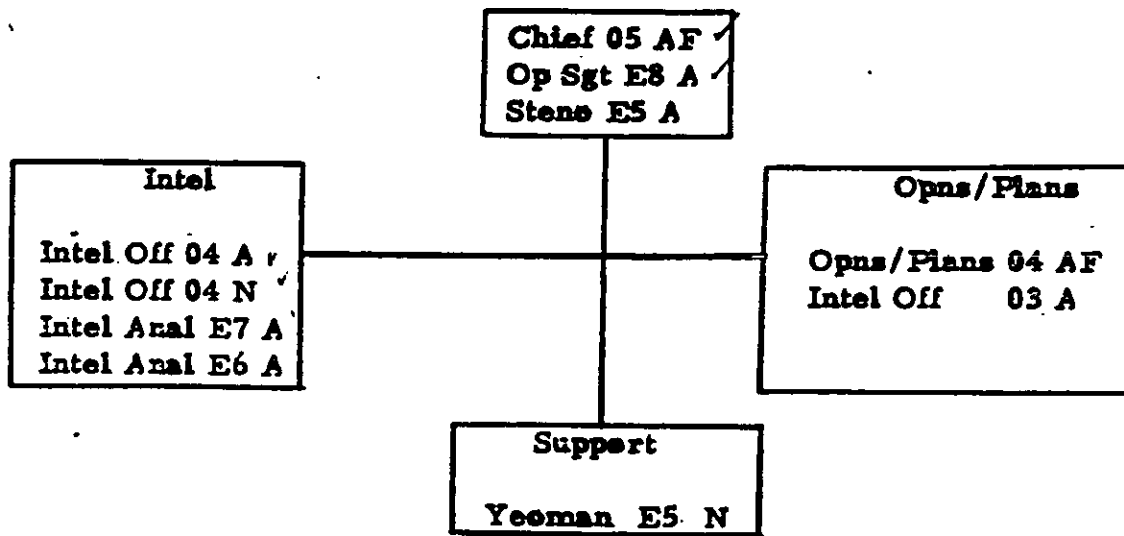 Chief 05 AF ✓
Op Sgt E8 A ✓
Steno E5 A
Intel
Intel Off 04 A ✓
Intel Off 04 N ✓
Intel Anal E7 A
Intel Anal E6 A
Opns/Plans
Opns/Plans 04 AF
Intel Off 03 A
Support
Yeoman E5 N